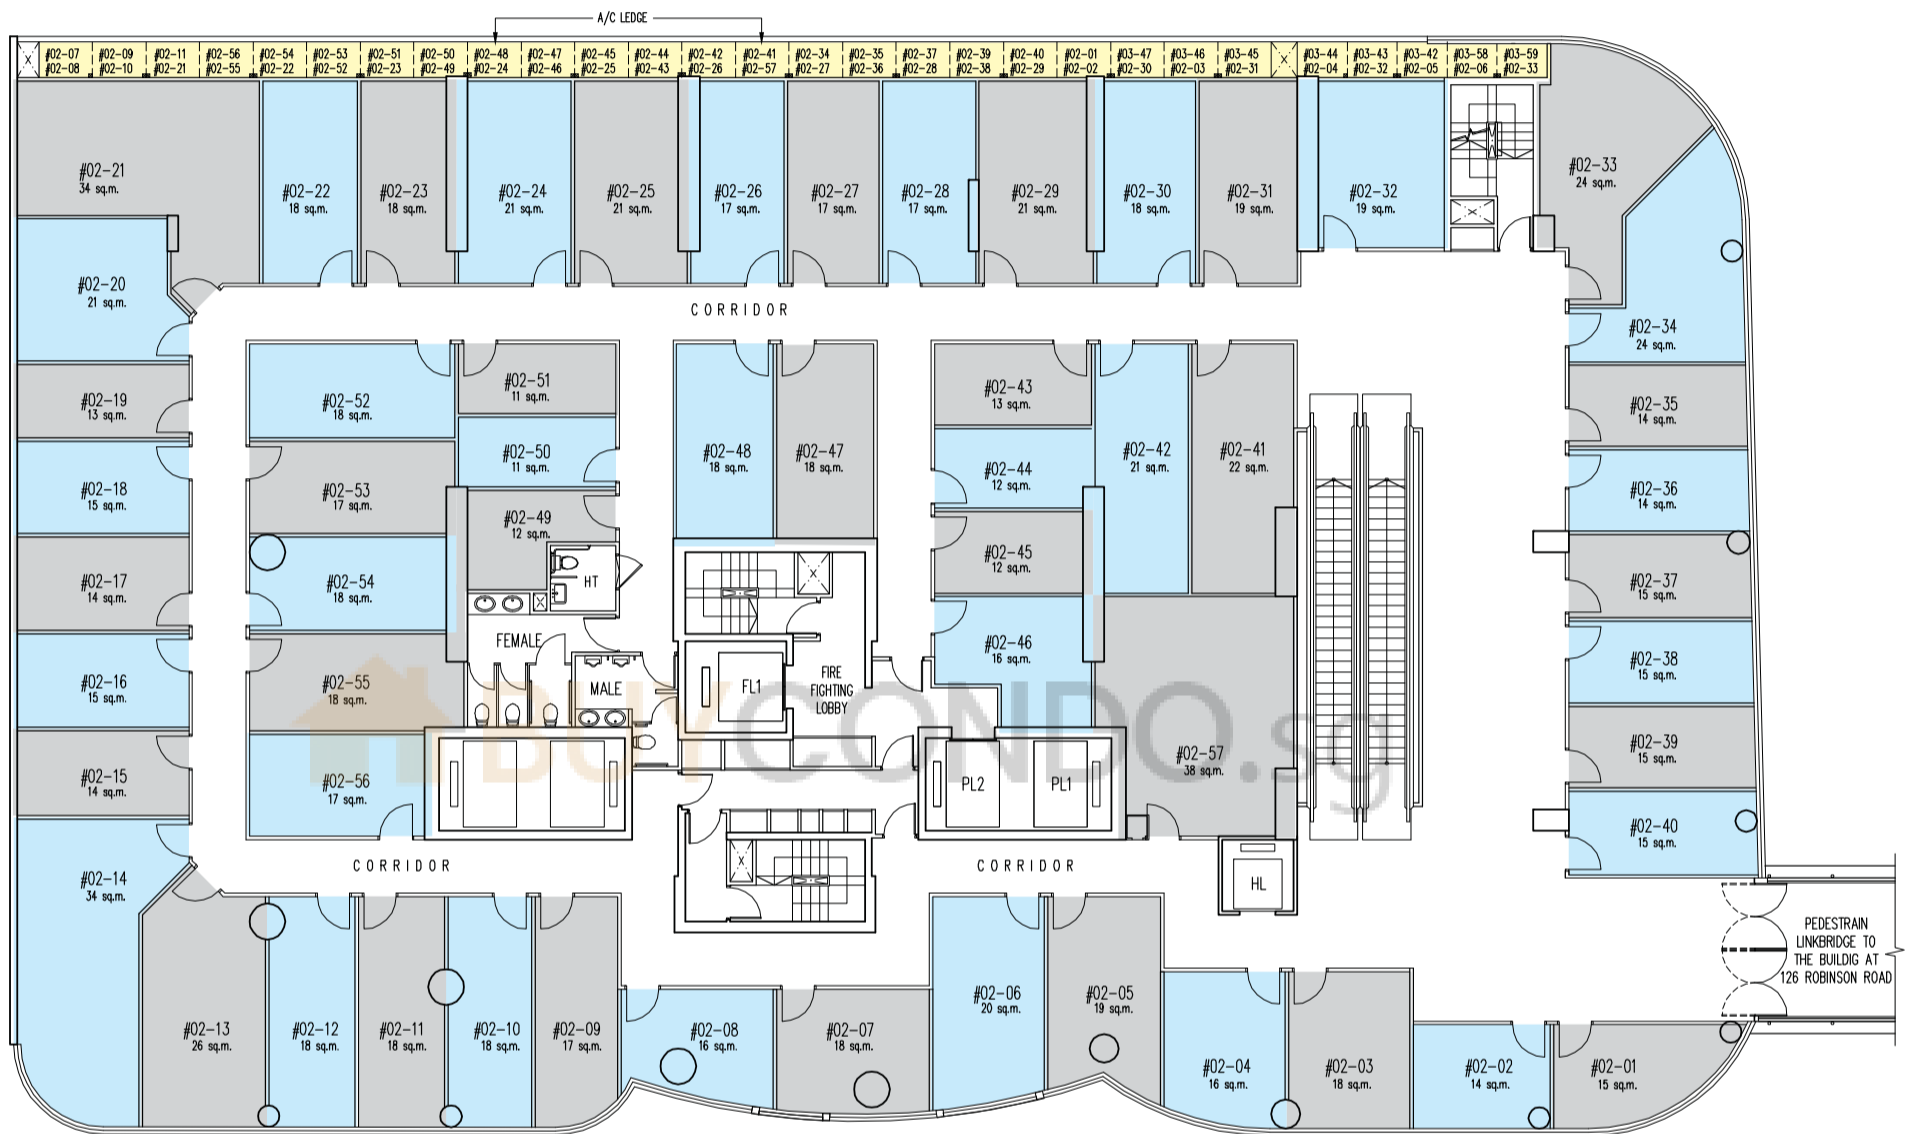 A/C LEDGE
#02-07 #02-09 #02-11 #02-56 #02-54 #02-53 #02-51 #02-50 #02-48 #02-47 #02-45 #02-44 #02-42 #02-41 #02-34 #02-35 #02-37 #02-39 #02-40 #02-01 #03-47 #03-46 #03-45 #03-44 #03-43 #03-42 #03-58 #03-59
#02-08 #02-10 #02-21 #02-55 #02-22 #02-52 #02-23 #02-49 #02-24 #02-46 #02-25 #02-43 #02-26 #02-57 #02-27 #02-36 #02-28 #02-38 #02-29 #02-02 #02-30 #02-03 #02-31 #02-04 #02-32 #02-05 #02-06 #02-33
#02-21
34 sq.m.
#02-22
18 sq.m.
#02-23
18 sq.m.
#02-24
21 sq.m.
#02-25
21 sq.m.
#02-26
17 sq.m.
#02-27
17 sq.m.
#02-28
17 sq.m.
#02-29
21 sq.m.
#02-30
18 sq.m.
#02-31
19 sq.m.
#02-32
19 sq.m.
#02-33
24 sq.m.
#02-20
21 sq.m.
CORRIDOR
#02-34
24 sq.m.
#02-19
13 sq.m.
#02-52
18 sq.m.
#02-51
11 sq.m.
#02-50
11 sq.m.
#02-48
18 sq.m.
#02-47
18 sq.m.
#02-43
13 sq.m.
#02-44
12 sq.m.
#02-42
21 sq.m.
#02-41
22 sq.m.
#02-35
14 sq.m.
#02-18
15 sq.m.
#02-53
17 sq.m.
#02-49
12 sq.m.
#02-45
12 sq.m.
#02-36
14 sq.m.
#02-17
14 sq.m.
#02-54
18 sq.m.
HT
#02-37
15 sq.m.
FEMALE
#02-46
16 sq.m.
#02-16
15 sq.m.
#02-55
18 sq.m.
MALE
FL1
FIRE
FIGHTING
LOBBY
#02-38
15 sq.m.
BUYCONDO.sg
#02-15
14 sq.m.
#02-56
17 sq.m.
PL2
PL1
#02-57
38 sq.m.
#02-39
15 sq.m.
#02-40
15 sq.m.
CORRIDOR
CORRIDOR
HL
#02-14
34 sq.m.
PEDESTRAIN
LINKBRIDGE TO
THE BUILDIG AT
126 ROBINSON ROAD
#02-13
26 sq.m.
#02-12
18 sq.m.
#02-11
18 sq.m.
#02-10
18 sq.m.
#02-09
17 sq.m.
#02-08
16 sq.m.
#02-07
18 sq.m.
#02-06
20 sq.m.
#02-05
19 sq.m.
#02-04
16 sq.m.
#02-03
18 sq.m.
#02-02
14 sq.m.
#02-01
15 sq.m.